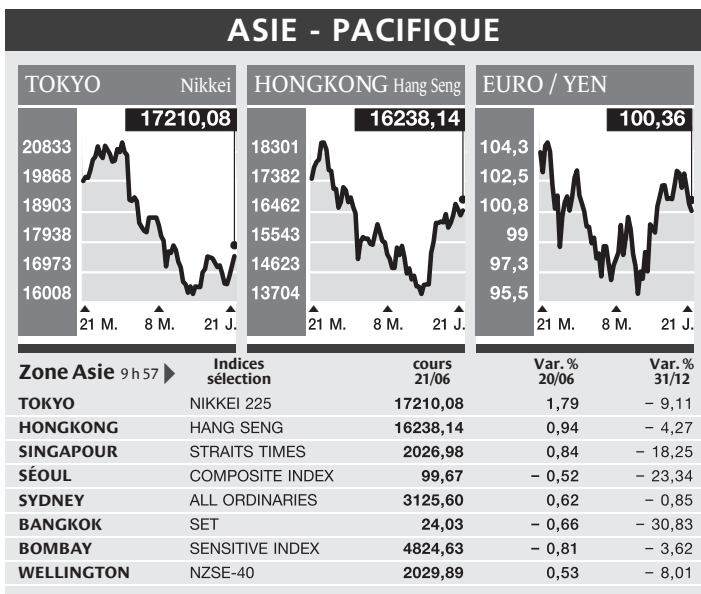 ASIE - PACIFIQUE
TOKYO Nikkei
17210,08
20833
19868
18903
17938
16973
16008
21 M. 8 M. 21 J.
HONGKONG Hang Seng
16238,14
18301
17382
16462
15543
14623
13704
21 M. 8 M. 21 J.
EURO / YEN
100,36
104,3
102,5
100,8
99
97,3
95,5
21 M. 8 M. 21 J.
Zone Asie 9 h 57 Indices sélection cours 21/06 Var. % 20/06 Var. % 31/12
TOKYO NIKKEI 225 17210,08 1,79 – 9,11
HONGKONG HANG SENG 16238,14 0,94 – 4,27
SINGAPOUR STRAITS TIMES 2026,98 0,84 – 18,25
SÉOUL COMPOSITE INDEX 99,67 – 0,52 – 23,34
SYDNEY ALL ORDINARIES 3125,60 0,62 – 0,85
BANGKOK SET 24,03 – 0,66 – 30,83
BOMBAY SENSITIVE INDEX 4824,63 – 0,81 – 3,62
WELLINGTON NZSE-40 2029,89 0,53 – 8,01